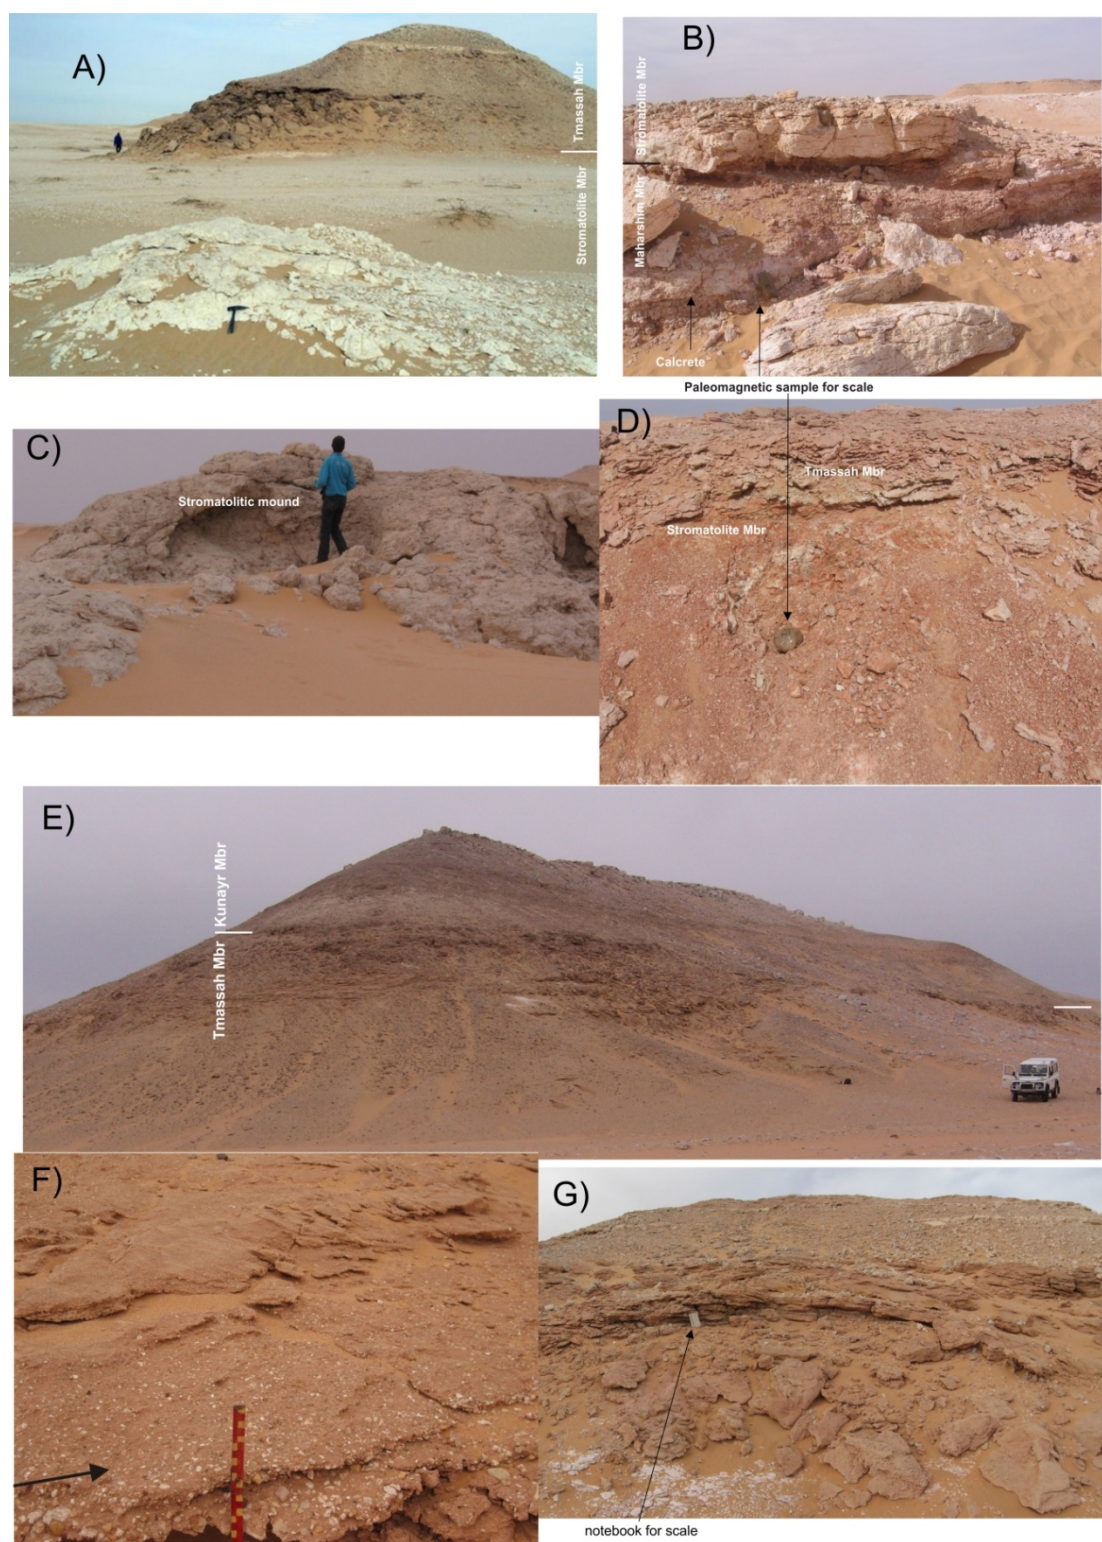 A)
Tmassah Mbr
Stromatolite Mbr
B)
Stromatolite Mbr
Maharshim Mbr
Calcrete
Paleomagnetic sample for scale
C)
Stromatolitic mound
D)
Tmassah Mbr
Stromatolite Mbr
E)
Kunayr Mbr
Tmassah Mbr
F)
G)
notebook for scale